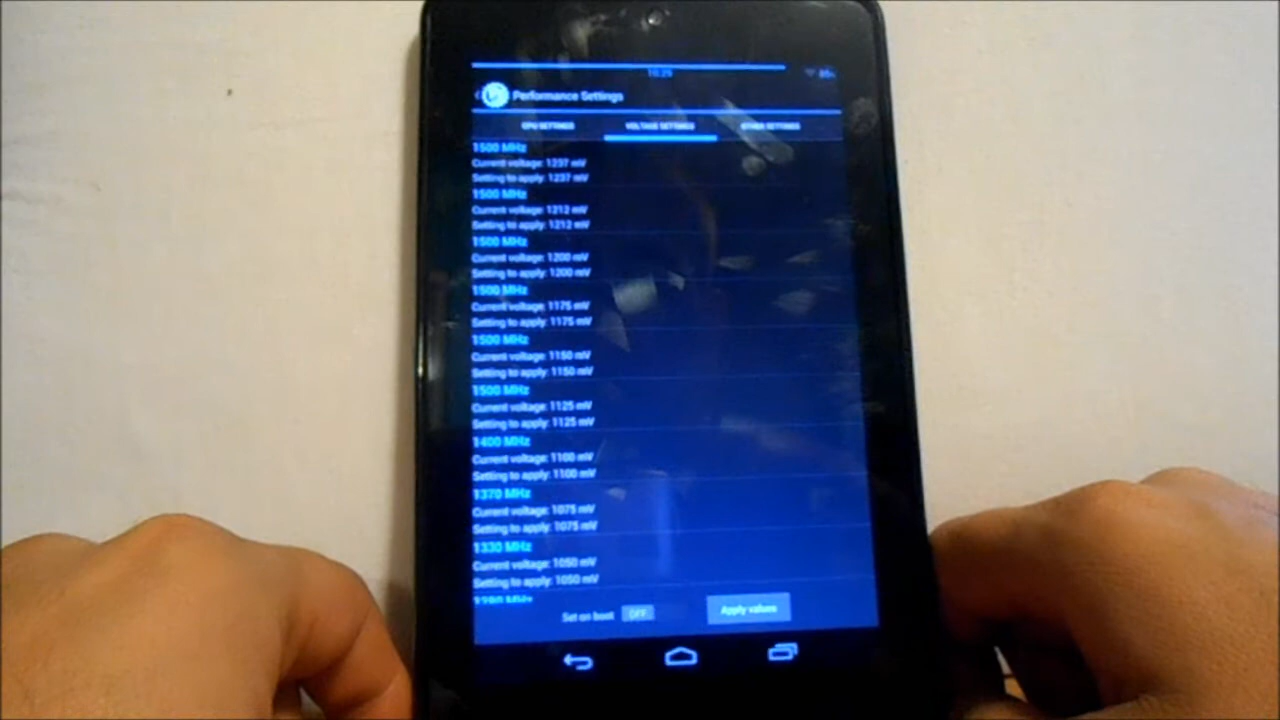 10:29
Performance Settings
CPU SETTINGS VOLTAGE SETTINGS OTHER SETTINGS
1500 MHz
Current voltage: 1237 mV
Setting to apply: 1237 mV
1500 MHz
Current voltage: 1212 mV
Setting to apply: 1212 mV
1500 MHz
Current voltage: 1200 mV
Setting to apply: 1200 mV
1500 MHz
Current voltage: 1175 mV
Setting to apply: 1175 mV
1500 MHz
Current voltage: 1150 mV
Setting to apply: 1150 mV
1500 MHz
Current voltage: 1125 mV
Setting to apply: 1125 mV
1400 MHz
Current voltage: 1100 mV
Setting to apply: 1100 mV
1370 MHz
Current voltage: 1075 mV
Setting to apply: 1075 mV
1330 MHz
Current voltage: 1050 mV
Setting to apply: 1050 mV
Set on boot OFF Apply values